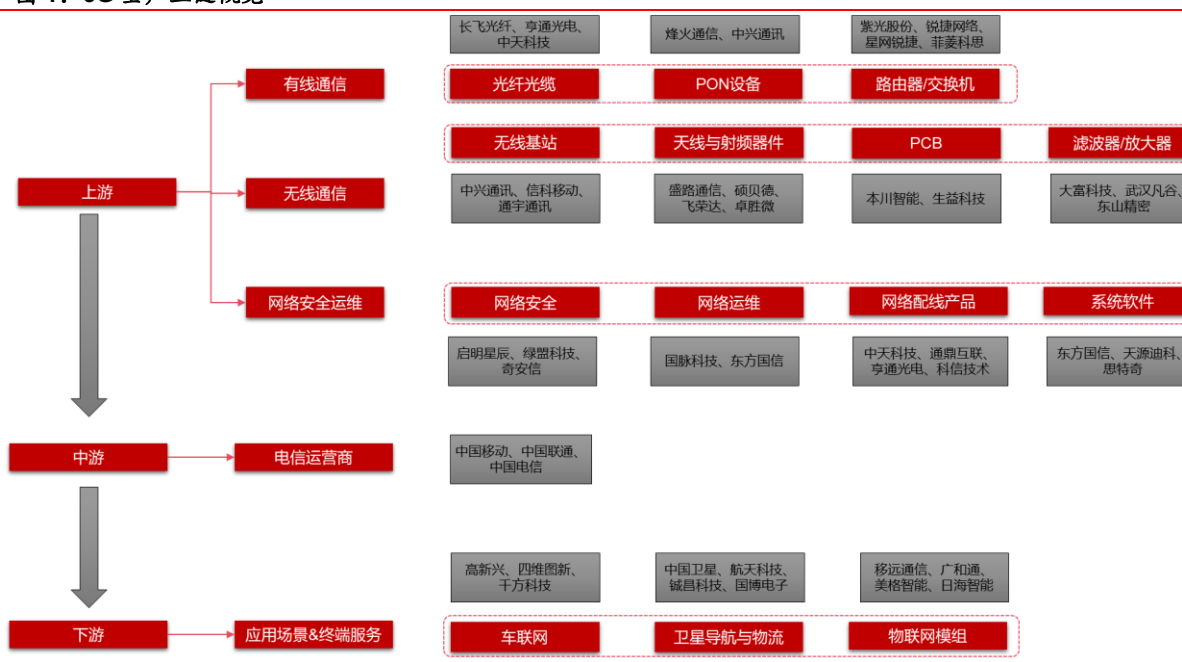 长飞光纤、亨通光电、
中天科技
烽火通信、中兴通讯
紫光股份、锐捷网络、
星网锐捷、菲菱科思
有线通信
光纤光缆
PON设备
路由器/交换机
无线基站
天线与射频器件
PCB
滤波器/放大器
上游
无线通信
中兴通讯、信科移动、
通宇通讯
盛路通信、硕贝德、
飞荣达、卓胜微
本川智能、生益科技
大富科技、武汉凡谷、
东山精密
网络安全运维
网络安全
网络运维
网络配线产品
系统软件
启明星辰、绿盟科技、
奇安信
国脉科技、东方国信
中天科技、通鼎互联、
亨通光电、科信技术
东方国信、天源迪科、
思特奇
中游
电信运营商
中国移动、中国联通、
中国电信
高新兴、四维图新、
千方科技
中国卫星、航天科技、
铖昌科技、国博电子
移远通信、广和通、
美格智能、日海智能
下游
应用场景&终端服务
车联网
卫星导航与物流
物联网模组